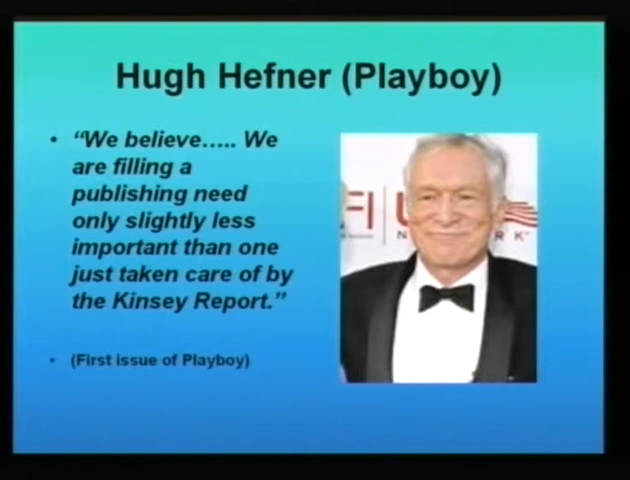 Hugh Hefner (Playboy)
• “We believe….. We
are filling a
publishing need
only slightly less
important than one
just taken care of by
the Kinsey Report.”
• (First issue of Playboy)
FI
U
N
R K